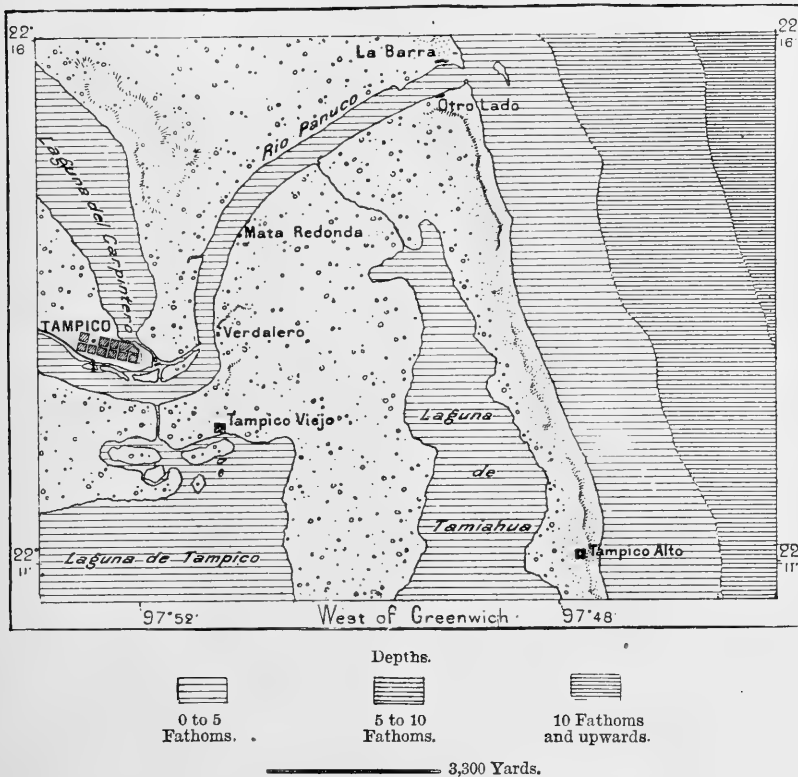 22°
16'
22°
16'
La Barra
Otro Lado
Rio Panuco
Laguna del Carpintero
Mata Redonda
TAMPICO
Verdalero
Tampico Viejo
Laguna
de
Tamiahua
Tampico Alto
Laguna de Tampico
22°
11'
22°
11'
97°52'
West of Greenwich
97°48'
Depths.
0 to 5
Fathoms.
5 to 10
Fathoms.
10 Fathoms
and upwards.
3,300 Yards.